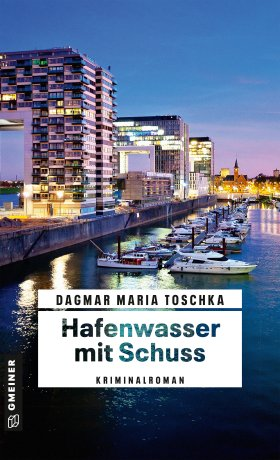 DAGMAR MARIA TOSCHKA
Hafenwasser
mit Schuss
KRIMINALROMAN
GMEINER